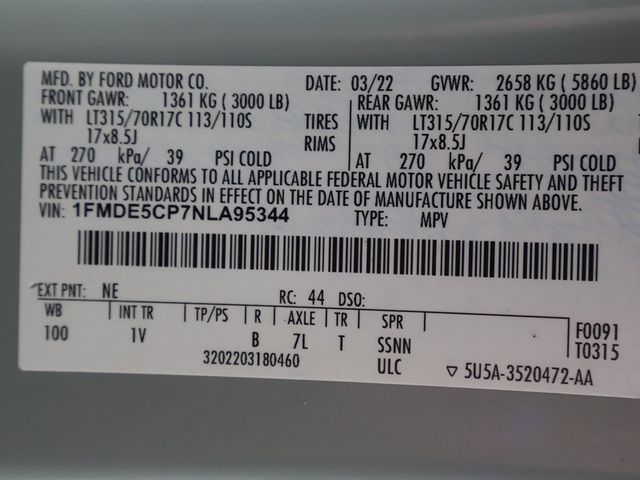 MFD. BY FORD MOTOR CO. DATE: 03/22 GVWR: 2658 KG ( 5860 LB)
FRONT GAWR: 1361 KG ( 3000 LB) REAR GAWR: 1361 KG ( 3000 LB)
WITH LT315/70R17C 113/110S TIRES WITH LT315/70R17C 113/110S
17x8.5J RIMS 17x8.5J
AT 270 kPa/ 39 PSI COLD AT 270 kPa/ 39 PSI COLD
THIS VEHICLE CONFORMS TO ALL APPLICABLE FEDERAL MOTOR VEHICLE SAFETY AND THEFT
PREVENTION STANDARDS IN EFFECT ON THE DATE OF MANUFACTURE SHOWN ABOVE.
VIN: 1FMDE5CP7NLA95344 TYPE: MPV
EXT PNT: NE RC: 44 DSO:
WB INT TR TP/PS R AXLE TR SPR F0091
100 1V B 7L T SSNN T0315
3202203180460 ULC ▽ 5U5A-3520472-AA